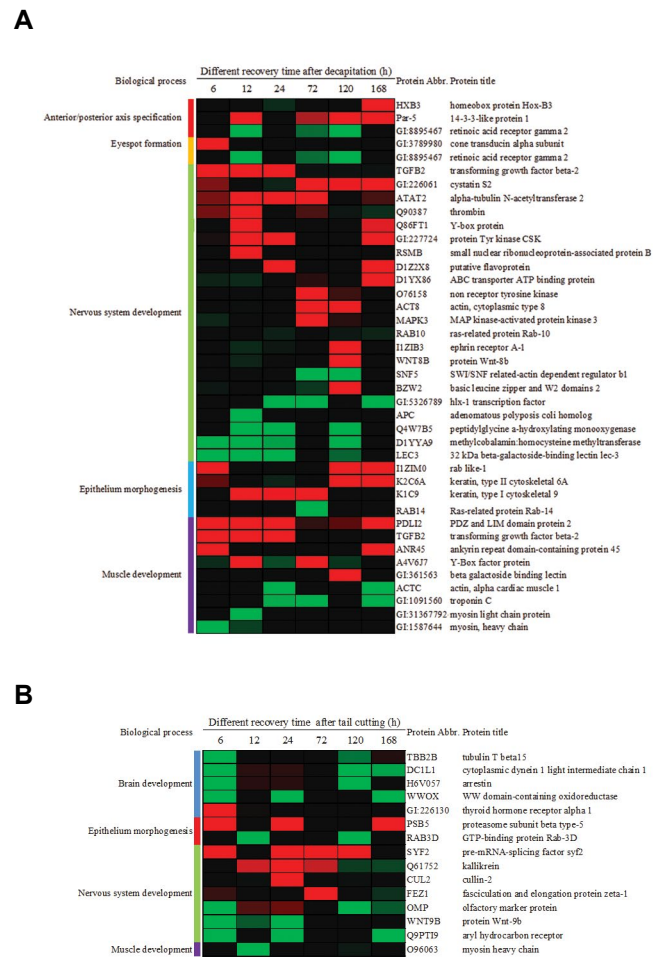 A
Different recovery time after decapitation (h)
Biological process Protein Abbr. Protein title
6 12 24 72 120 168
HXB3 homeobox protein Hox-B3
Anterior/posterior axis specification Par-5 14-3-3-like protein 1
GI:8895467 retinoic acid receptor gamma 2
Eyespot formation GI:3789980 cone transducin alpha subunit
GI:8895467 retinoic acid receptor gamma 2
TGFB2 transforming growth factor beta-2
GI:226061 cystatin S2
ATAT2 alpha-tubulin N-acetyltransferase 2
Q90387 thrombin
Q86FT1 Y-box protein
GI:227724 protein Tyr kinase CSK
RSMB small nuclear ribonucleoprotein-associated protein B
D1Z2X8 putative flavoprotein
D1YX86 ABC transporter ATP binding protein
Nervous system development O76158 non receptor tyrosine kinase
ACT8 actin, cytoplasmic type 8
MAPK3 MAP kinase-activated protein kinase 3
RAB10 ras-related protein Rab-10
I1ZIB3 ephrin receptor A-1
WNT8B protein Wnt-8b
SNF5 SWI/SNF related-actin dependent regulator b1
BZW2 basic leucine zipper and W2 domains 2
GI:5326789 hlx-1 transcription factor
APC adenomatous polyposis coli homolog
Q4W7B5 peptidylglycine a-hydroxylating monooxygenase
D1YYA9 methylcobalamin:homocysteine methyltransferase
LEC3 32 kDa beta-galactoside-binding lectin lec-3
I1ZIM0 rab like-1
Epithelium morphogenesis K2C6A keratin, type II cytoskeletal 6A
K1C9 keratin, type I cytoskeletal 9
RAB14 Ras-related protein Rab-14
PDLI2 PDZ and LIM domain protein 2
TGFB2 transforming growth factor beta-2
ANR45 ankyrin repeat domain-containing protein 45
Muscle development A4V6J7 Y-Box factor protein
GI:361563 beta galactoside binding lectin
ACTC actin, alpha cardiac muscle 1
GI:1091560 troponin C
GI:31367792 myosin light chain protein
GI:1587644 myosin, heavy chain
B
Different recovery time after tail cutting (h)
Biological process Protein Abbr. Protein title
6 12 24 72 120 168
TBB2B tubulin T beta15
DC1L1 cytoplasmic dynein 1 light intermediate chain 1
Brain development H6V057 arrestin
WWOX WW domain-containing oxidoreductase
GI:226130 thyroid hormone receptor alpha 1
Epithelium morphogenesis PSB5 proteasome subunit beta type-5
RAB3D GTP-binding protein Rab-3D
SYF2 pre-mRNA-splicing factor syf2
Q61752 kallikrein
CUL2 cullin-2
Nervous system development FEZ1 fasciculation and elongation protein zeta-1
OMP olfactory marker protein
WNT9B protein Wnt-9b
Q9PTI9 aryl hydrocarbon receptor
Muscle development O96063 myosin heavy chain